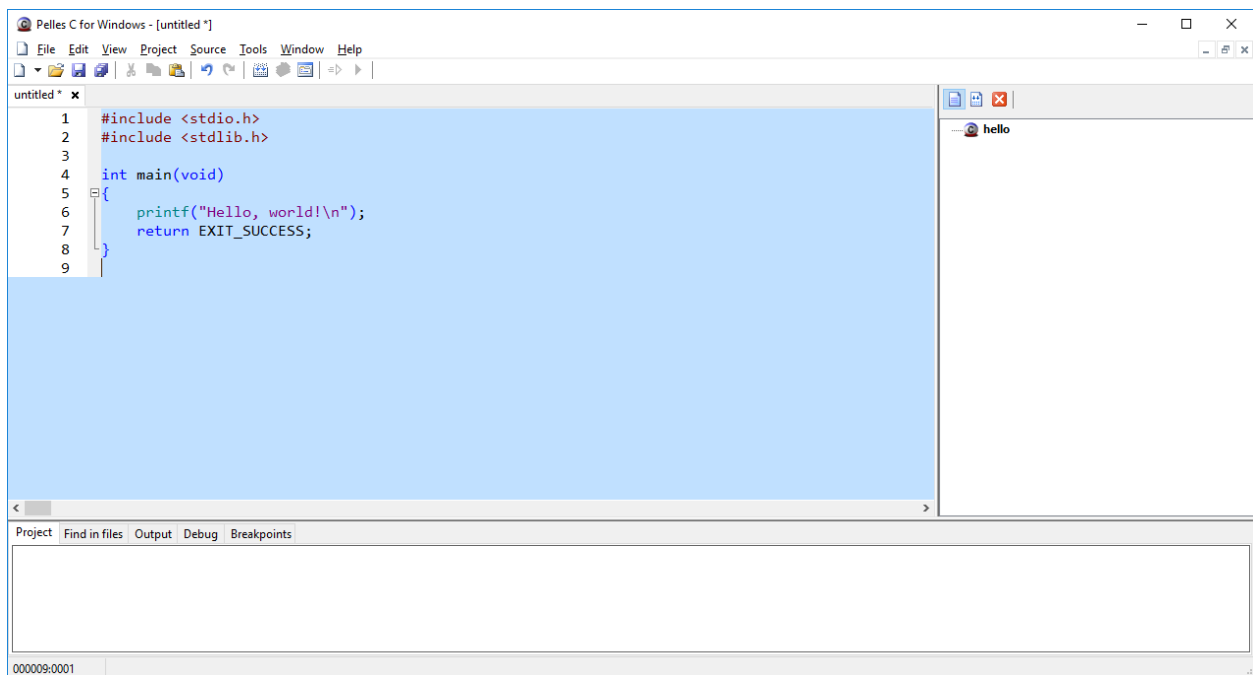 Pelles C for Windows - [untitled *]
File Edit View Project Source Tools Window Help
untitled *
1 #include <stdio.h>
2 #include <stdlib.h>
3
4 int main(void)
5 {
6     printf("Hello, world!\n");
7     return EXIT_SUCCESS;
8 }
9
hello
Project Find in files Output Debug Breakpoints
000009:0001